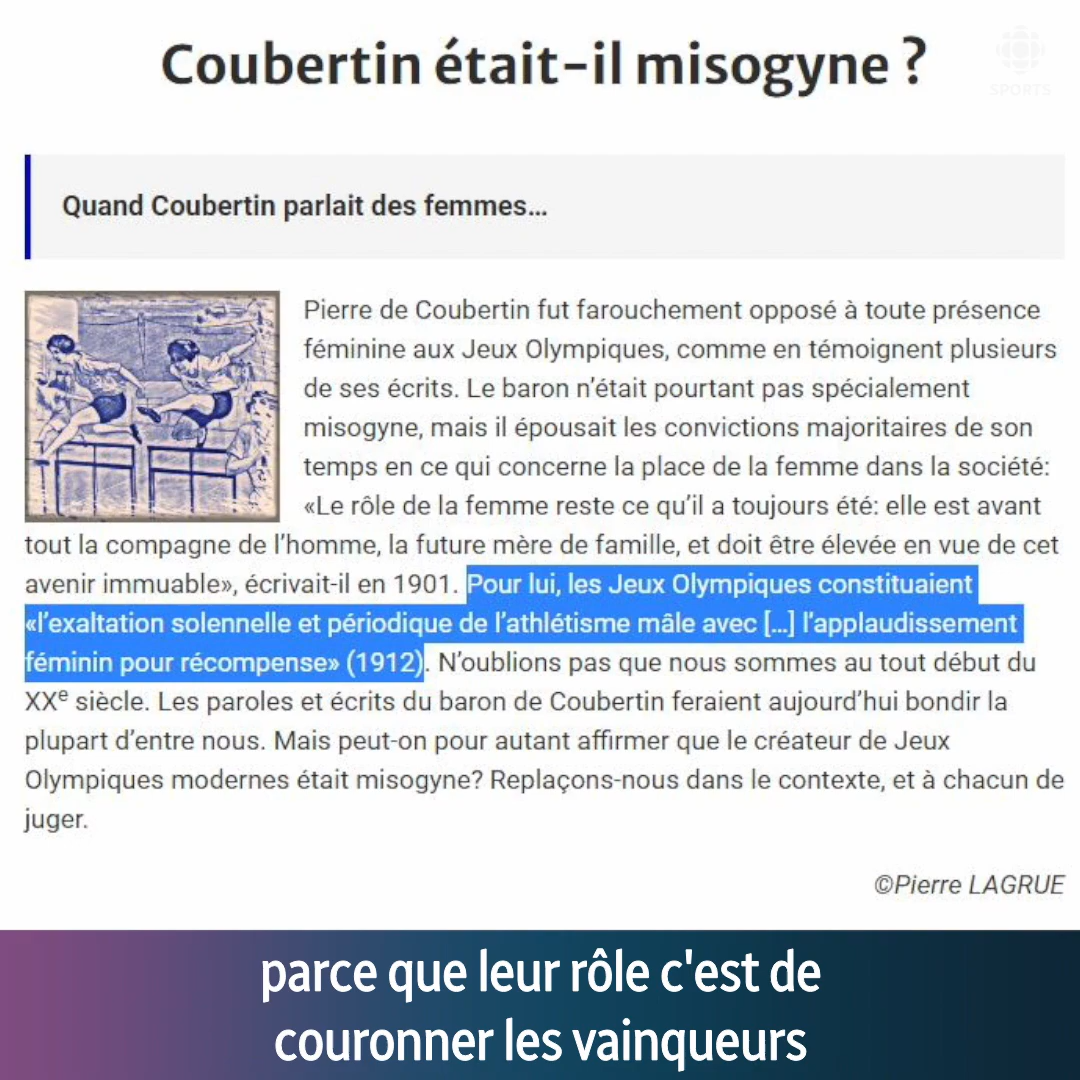 Coubertin était-il misogyne ?
SPORTS
Quand Coubertin parlait des femmes...
Pierre de Coubertin fut farouchement opposé à toute présence
féminine aux Jeux Olympiques, comme en témoignent plusieurs
de ses écrits. Le baron n’était pourtant pas spécialement
misogyne, mais il épousait les convictions majoritaires de son
temps en ce qui concerne la place de la femme dans la société:
«Le rôle de la femme reste ce qu’il a toujours été: elle est avant
tout la compagne de l’homme, la future mère de famille, et doit être élevée en vue de cet
avenir immuable», écrivait-il en 1901. Pour lui, les Jeux Olympiques constituaient
«l’exaltation solennelle et périodique de l’athlétisme mâle avec [...] l’applaudissement
féminin pour récompense» (1912). N’oublions pas que nous sommes au tout début du
XXe siècle. Les paroles et écrits du baron de Coubertin feraient aujourd’hui bondir la
plupart d’entre nous. Mais peut-on pour autant affirmer que le créateur de Jeux
Olympiques modernes était misogyne? Replaçons-nous dans le contexte, et à chacun de
juger.
©Pierre LAGRUE
parce que leur rôle c'est de
couronner les vainqueurs